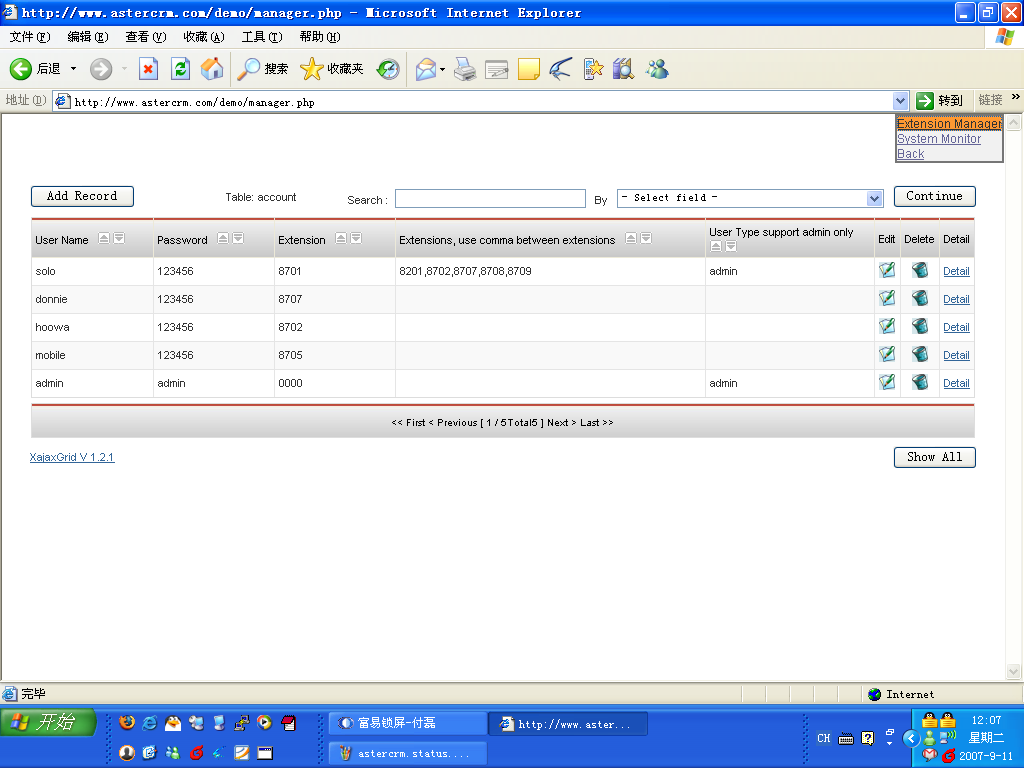 http://www.astercrm.com/demo/manager.php - Microsoft Internet Explorer
文件(F) 编辑(E) 查看(V) 收藏(A) 工具(T) 帮助(H)
后退 搜索 收藏夹
地址(D) http://www.astercrm.com/demo/manager.php 转到 链接 »
Extension Manager
System Monitor
Back
Add Record Table: account Search : By - Select field - Continue
User Name Password Extension Extensions, use comma between extensions User Type support admin only Edit Delete Detail
solo 123456 8701 8201,8702,8707,8708,8709 admin Detail
donnie 123456 8707 Detail
hoowa 123456 8702 Detail
mobile 123456 8705 Detail
admin admin 0000 admin Detail
<< First < Previous [ 1 / 5Total5 ] Next > Last >>
XajaxGrid V 1.2.1 Show All
完毕 Internet
开始 富易锁屏-付磊 http://www.aster... CH 12:07
星期二
astercrm.status.... 2007-9-11